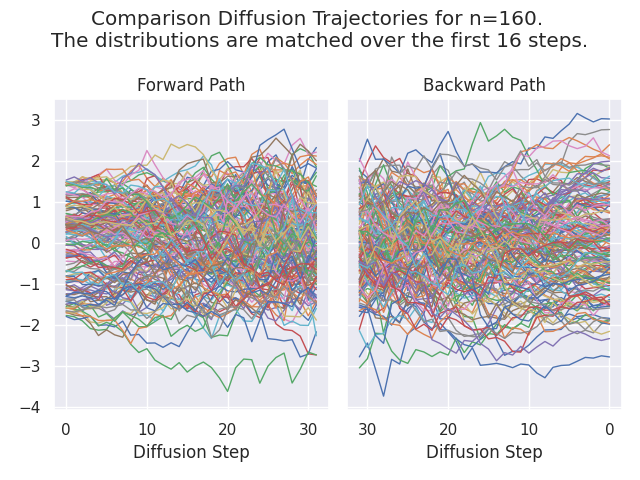 Comparison Diffusion Trajectories for n=160.
The distributions are matched over the first 16 steps.
Forward Path
Backward Path
3
2
1
0
−1
−2
−3
−4
0 10 20 30
30 20 10 0
Diffusion Step
Diffusion Step